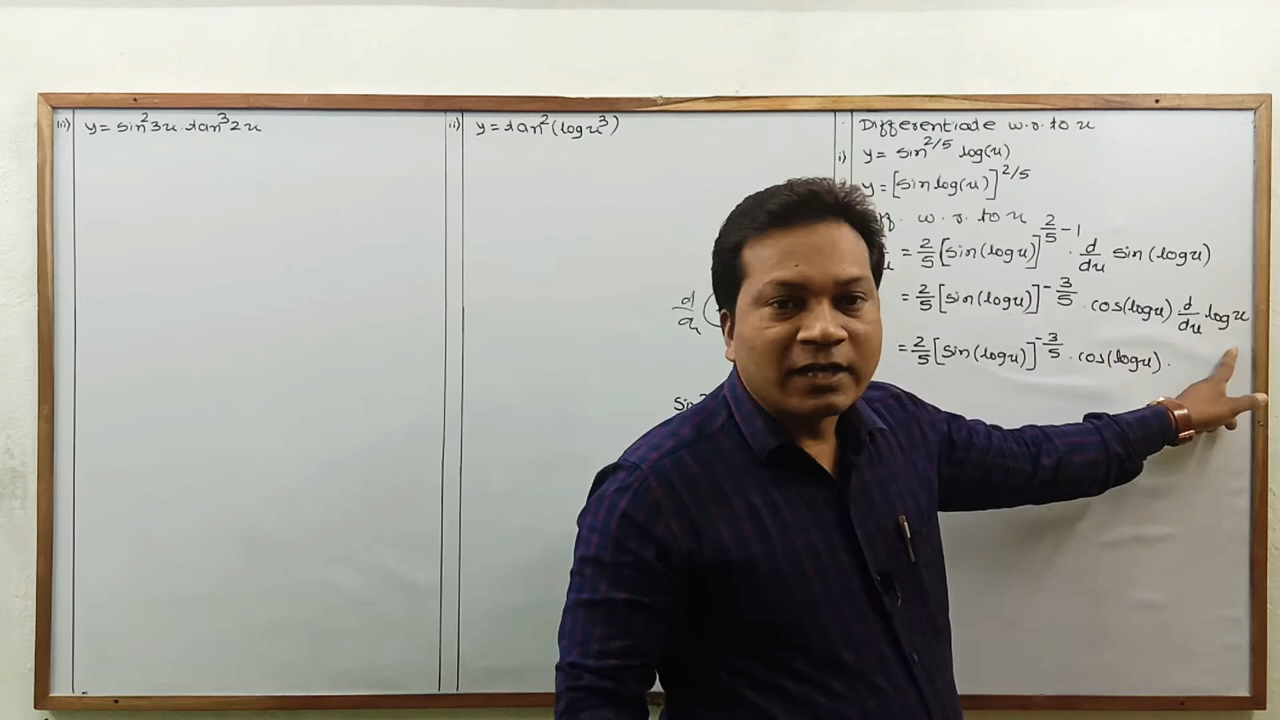 iii) y = sin²3x · tan³2x
ii) y = tan²(log x³)
Differentiate w.r. to x
i) y = sin^2/5 log(x)
y = [sin log(x)]^2/5
w.r. to x
= 2/5 [sin(log x)]^2/5 - 1 · d/dx sin(log x)
= 2/5 [sin(log x)]^-3/5 · cos(log x) d/dx log x
= 2/5 [sin(log x)]^-3/5 · cos(log x) ·
d/dx (
sin